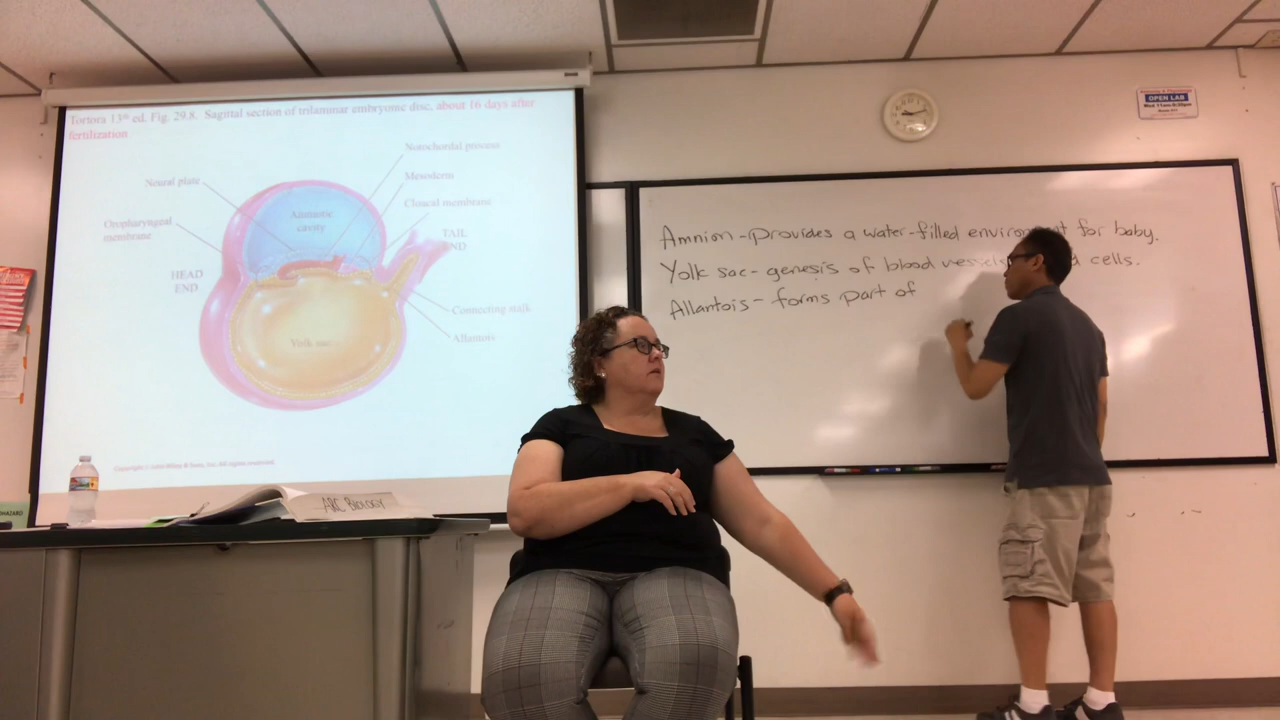 Tortora 13th ed. Fig. 29.8. Sagittal section of trilaminar embryonic disc, about 16 days after
fertilization
Notochordal process
Mesoderm
Neural plate
Cloacal membrane
Amniotic
cavity
Oropharyngeal
membrane
TAIL
END
HEAD
END
Connecting stalk
Allantois
Yolk sac
ARC BIOLOGY
OPEN LAB
Amnion - provides a water-filled for baby.
Yolk sac - genesis of blood vessels cells.
Allantois - forms part of